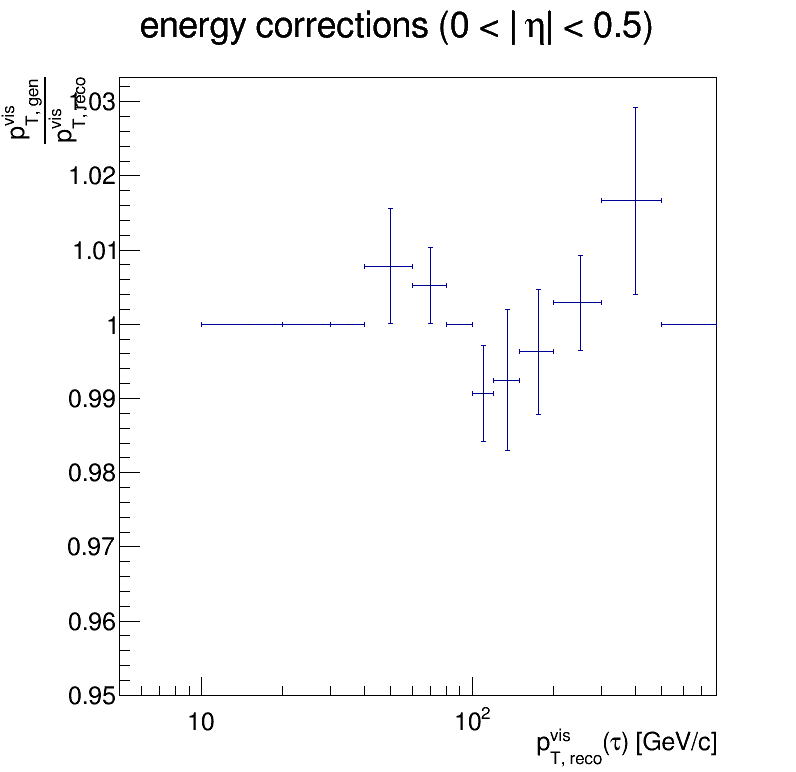 energy corrections (0 < | η| < 0.5)
p^vis_T, gen
p^vis_T, reco
1.03
1.02
1.01
1
0.99
0.98
0.97
0.96
0.95
10
10^2
p^vis_T, reco(τ) [GeV/c]